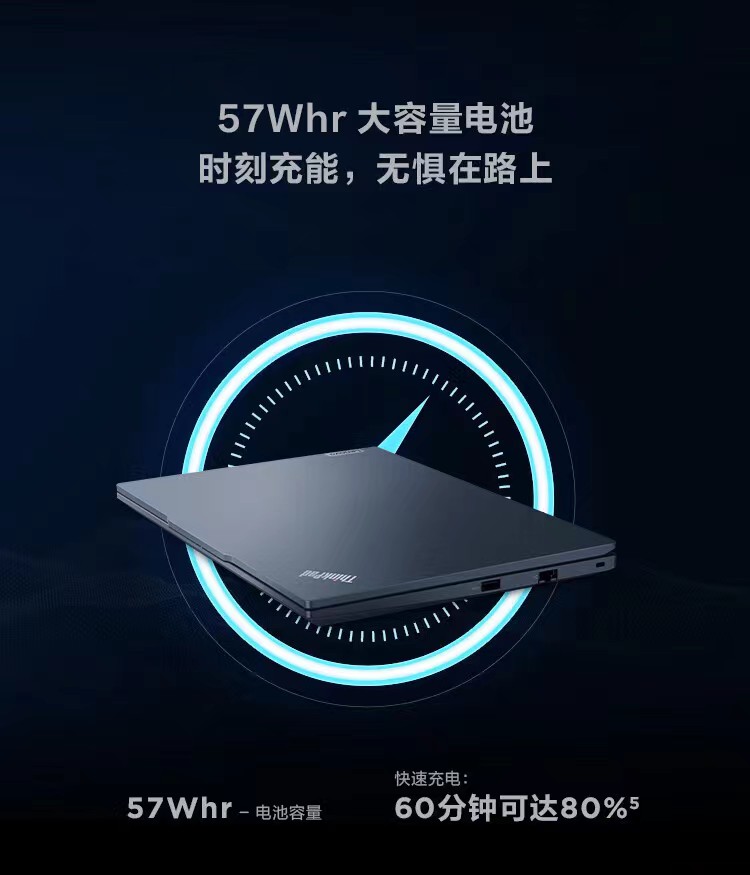 57Whr 大容量电池
时刻充能，无惧在路上
ThinkPad
57Whr – 电池容量
快速充电：
60分钟可达80%⁵